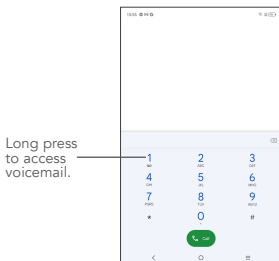 Long press
to access
voicemail.
1 2 3
ABC DEF
4 5 6
GHI JKL MNO
7 8 9
PQRS TUV WXYZ
* 0 #
Call